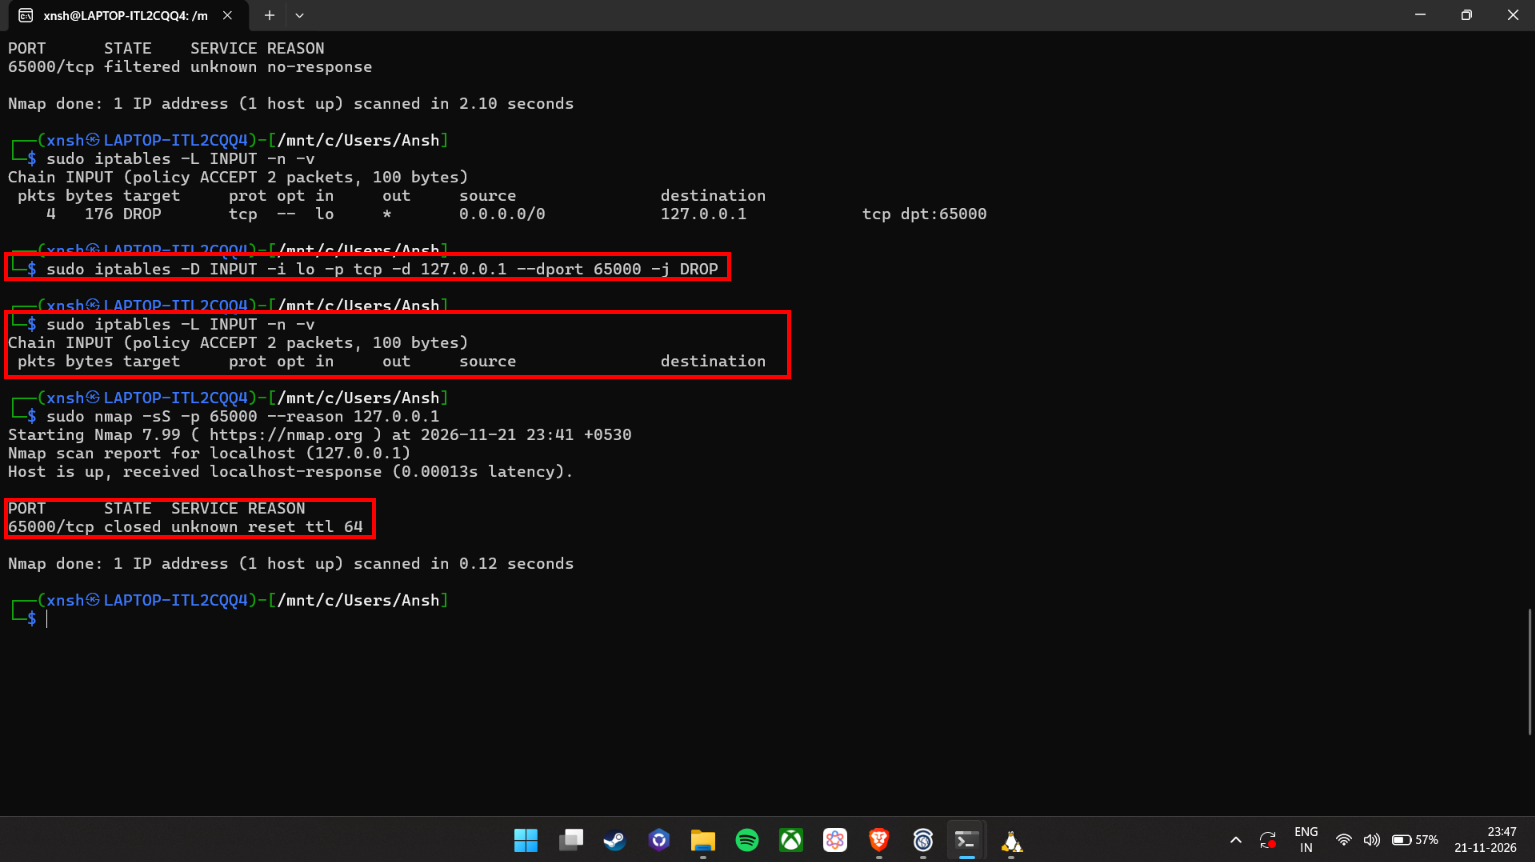 xnsh@LAPTOP-ITL2CQQ4: /m
PORT      STATE    SERVICE REASON
65000/tcp filtered unknown no-response
Nmap done: 1 IP address (1 host up) scanned in 2.10 seconds
┌──(xnsh㉿LAPTOP-ITL2CQQ4)-[/mnt/c/Users/Ansh]
└─$ sudo iptables -L INPUT -n -v
Chain INPUT (policy ACCEPT 2 packets, 100 bytes)
 pkts bytes target     prot opt in     out     source               destination
    4   176 DROP       tcp  --  lo     *       0.0.0.0/0            127.0.0.1            tcp dpt:65000
┌──(xnsh㉿LAPTOP-ITL2CQQ4)-[/mnt/c/Users/Ansh]
└─$ sudo iptables -D INPUT -i lo -p tcp -d 127.0.0.1 --dport 65000 -j DROP
┌──(xnsh㉿LAPTOP-ITL2CQQ4)-[/mnt/c/Users/Ansh]
└─$ sudo iptables -L INPUT -n -v
Chain INPUT (policy ACCEPT 2 packets, 100 bytes)
 pkts bytes target     prot opt in     out     source               destination
┌──(xnsh㉿LAPTOP-ITL2CQQ4)-[/mnt/c/Users/Ansh]
└─$ sudo nmap -sS -p 65000 --reason 127.0.0.1
Starting Nmap 7.99 ( https://nmap.org ) at 2026-11-21 23:41 +0530
Nmap scan report for localhost (127.0.0.1)
Host is up, received localhost-response (0.00013s latency).
PORT      STATE  SERVICE REASON
65000/tcp closed unknown reset ttl 64
Nmap done: 1 IP address (1 host up) scanned in 0.12 seconds
┌──(xnsh㉿LAPTOP-ITL2CQQ4)-[/mnt/c/Users/Ansh]
└─$
ENG
IN
57%
23:47
21-11-2026